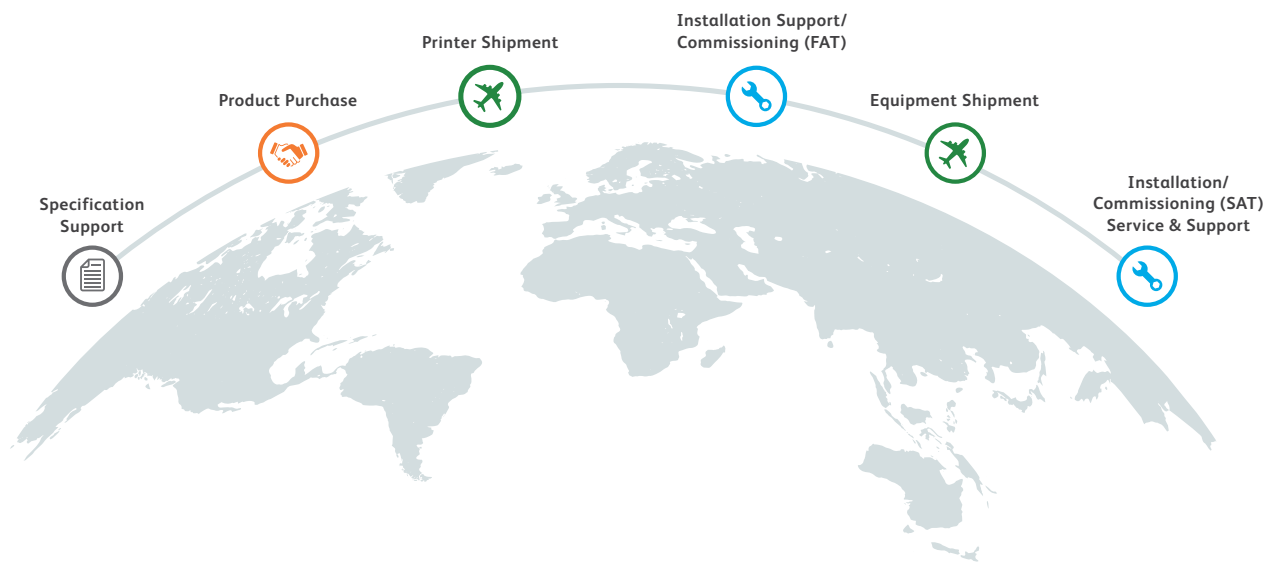 Specification
Support
Product Purchase
Printer Shipment
Installation Support/
Commissioning (FAT)
Equipment Shipment
Installation/
Commissioning (SAT)
Service & Support